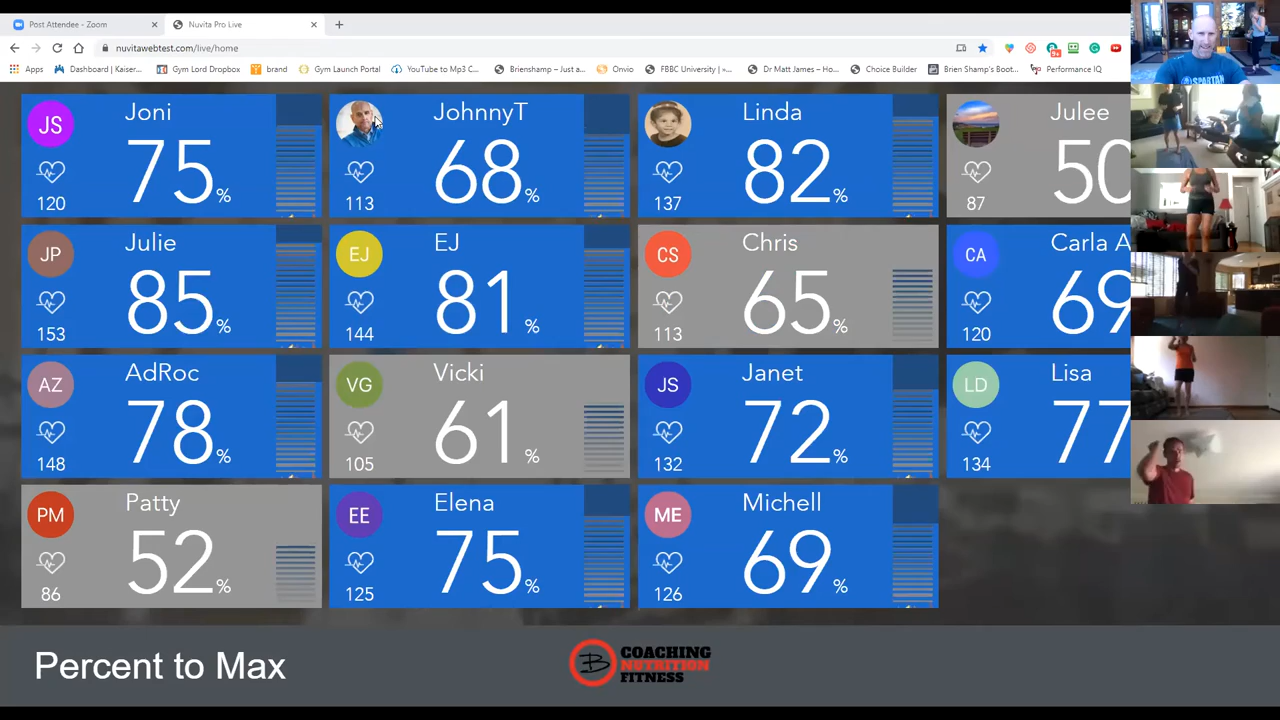 Post Attendee - Zoom
Nuvita Pro Live
nuvitawebtest.com/live/home
Apps
Dashboard | Kaiser...
Gym Lord Dropbox
brand
Gym Launch Portal
YouTube to Mp3 C...
Brienshamp – Just a...
Onvio
FBBC University | »...
Dr Matt James – Ho...
Choice Builder
Brien Shamp's Boot...
Performance IQ
9+
JS
Joni
75%
120
JohnnyT
68%
113
Linda
82%
137
Julee
50
87
JP
Julie
85%
153
EJ
EJ
81%
144
CS
Chris
65%
113
CA
Carla A
69
120
AZ
AdRoc
78%
148
VG
Vicki
61%
105
JS
Janet
72%
132
LD
Lisa
77
134
PM
Patty
52%
86
EE
Elena
75%
125
ME
Michell
69%
126
Percent to Max
B
COACHING
NUTRITION
FITNESS
SPARTAN